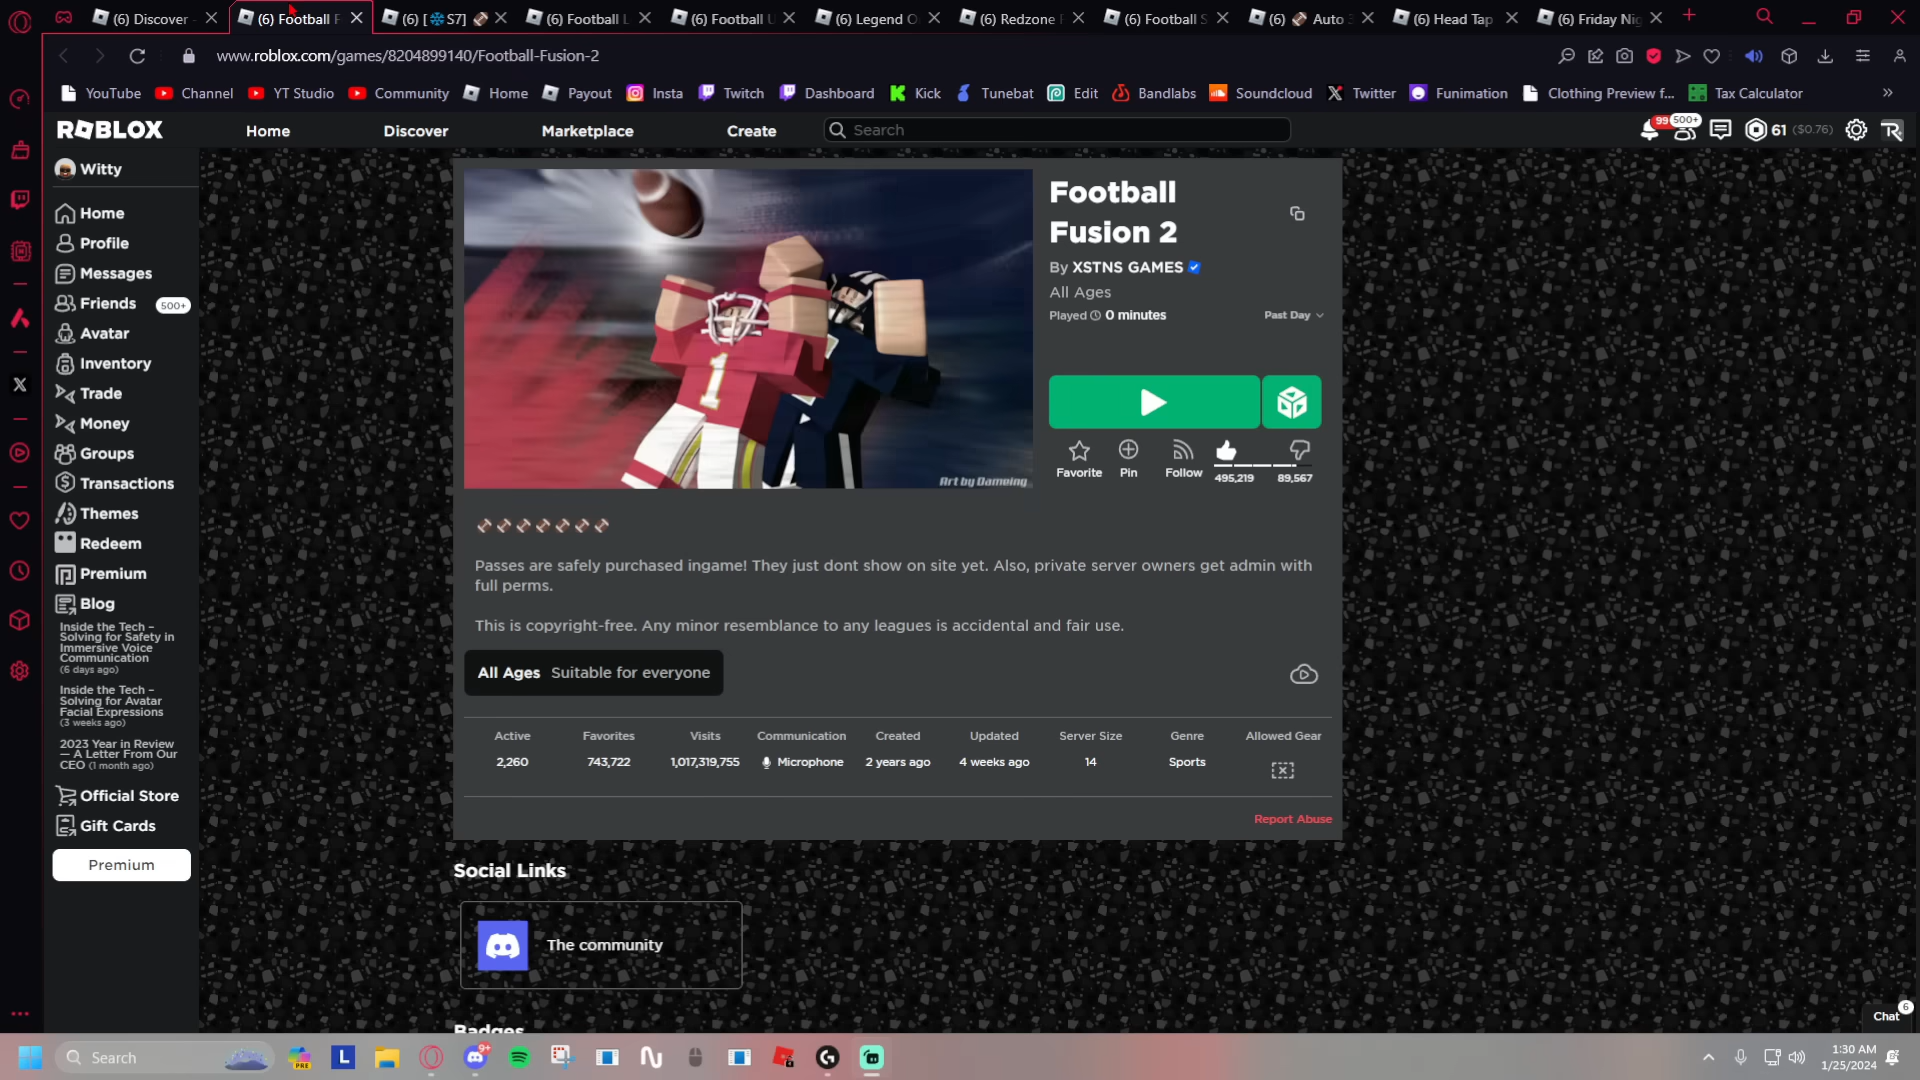 (6) Discover -
(6) Football F
(6) [❄️S7] 🏈
(6) Football L
(6) Football U
(6) Legend O
(6) Redzone F
(6) Football S
(6) 🏈 Auto
(6) Head Tap
(6) Friday Nig
www.roblox.com/games/8204899140/Football-Fusion-2
YouTube
Channel
YT Studio
Community
Home
Payout
Insta
Twitch
Dashboard
Kick
Tunebat
Edit
Bandlabs
Soundcloud
Twitter
Funimation
Clothing Preview f...
Tax Calculator
ROBLOX
Home
Discover
Marketplace
Create
Search
99
500+
61 ($0.76)
Witty
Home
Profile
Messages
Friends 500+
Avatar
Inventory
Trade
Money
Groups
Transactions
Themes
Redeem
Premium
Blog
Inside the Tech –
Solving for Safety in
Immersive Voice
Communication
(6 days ago)
Inside the Tech –
Solving for Avatar
Facial Expressions
(3 weeks ago)
2023 Year in Review
— A Letter From Our
CEO (1 month ago)
Official Store
Gift Cards
Premium
1
Art by Dameing
Football
Fusion 2
By XSTNS GAMES
All Ages
Played 0 minutes
Past Day
Favorite
Pin
Follow
495,219
89,567
🏈🏈🏈🏈🏈🏈🏈
Passes are safely purchased ingame! They just dont show on site yet. Also, private server owners get admin with
full perms.
This is copyright-free. Any minor resemblance to any leagues is accidental and fair use.
All Ages Suitable for everyone
Active Favorites Visits Communication Created Updated Server Size Genre Allowed Gear
2,260 743,722 1,017,319,755 Microphone 2 years ago 4 weeks ago 14 Sports
Report Abuse
Social Links
The community
Badges
Chat 6
Search
PRE
L
9+
1:30 AM
1/25/2024